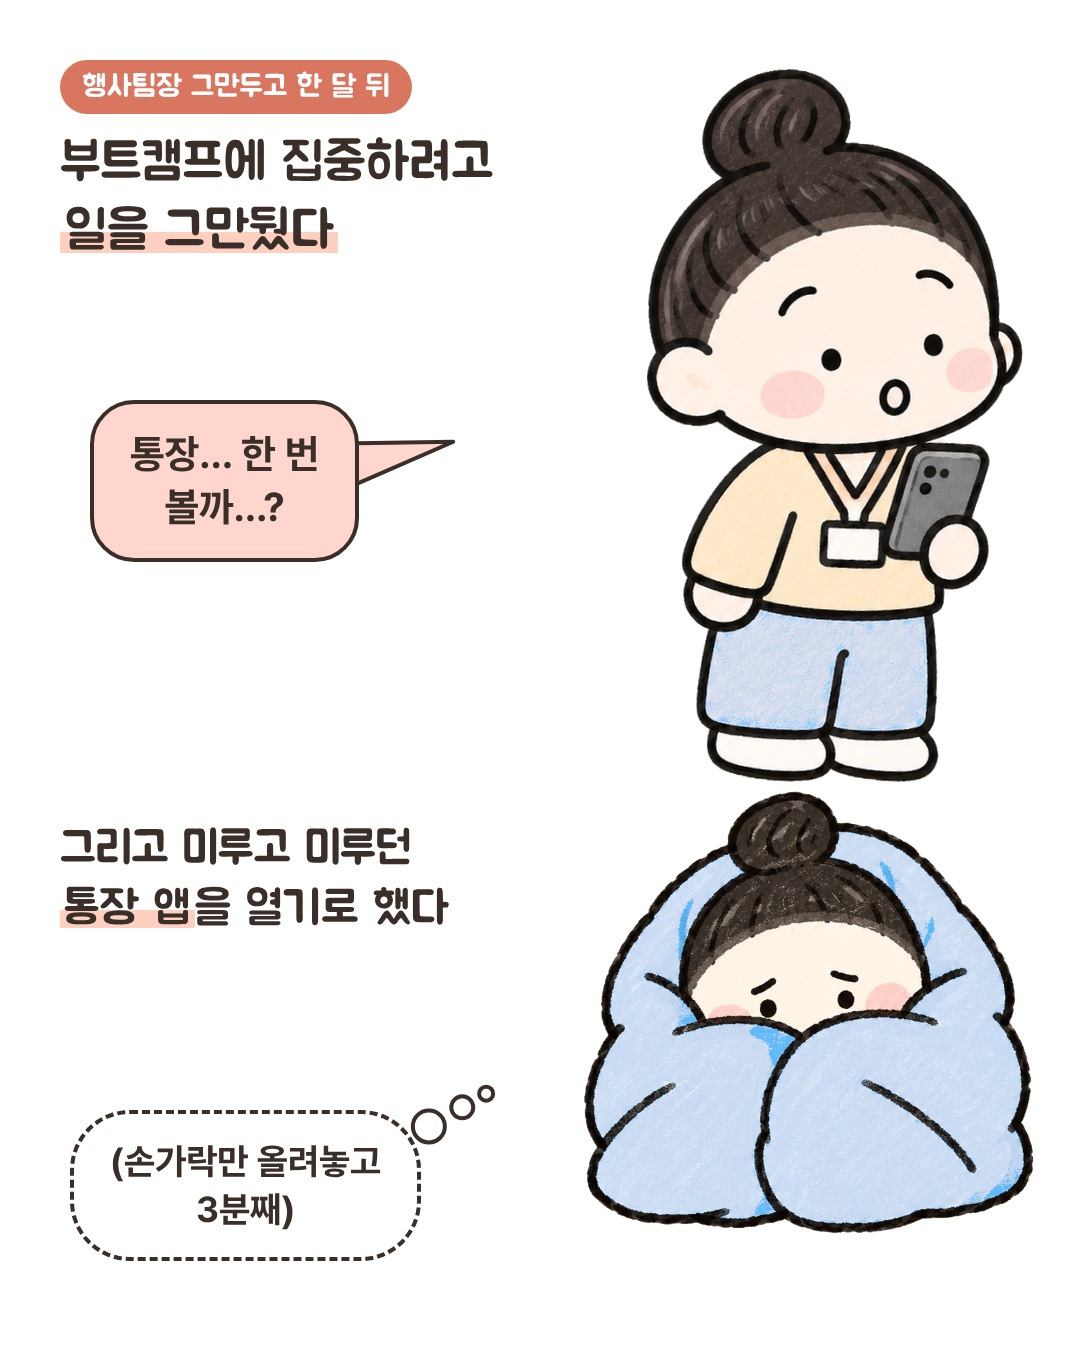 행사팀장 그만두고 한 달 뒤
부트캠프에 집중하려고
일을 그만뒀다
통장... 한 번
볼까...?
그리고 미루고 미루던
통장 앱을 열기로 했다
(손가락만 올려놓고
3분째)